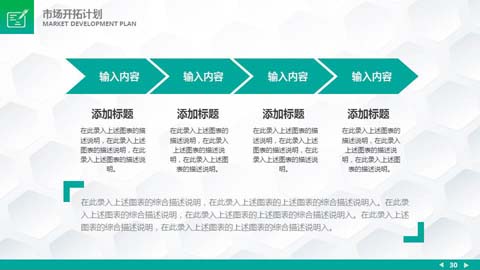 市场开拓计划
MARKET DEVELOPMENT PLAN
输入内容 输入内容 输入内容 输入内容
添加标题 添加标题 添加标题 添加标题
在此录入上述图表的描 在此录入上述图表的 在此录入上述图表的 在此录入上述图表的
述说明，在此录入上述 描述说明，在此录入 描述说明，在此录入 描述说明，在此录入
图表的描述说明，在此 上述图表的描述说 上述图表的描述说 上述图表的描述说
录入上述图表的描述说 明，在此录入上述图 明，在此录入上述图 明，在此录入上述图
明。 表的描述说明。 表的描述说明。 表的描述说明。
在此录入上述图表的综合描述说明，在此录入上述图表的上述图表的综合描述说明入。在此录
入上述图表的综合描述说明，在此录入上述图表的上述图表的综合描述说明入。在此录入上述图
表的综合描述说明，在此录入上述图表的上述图表的综合描述说明入。
30